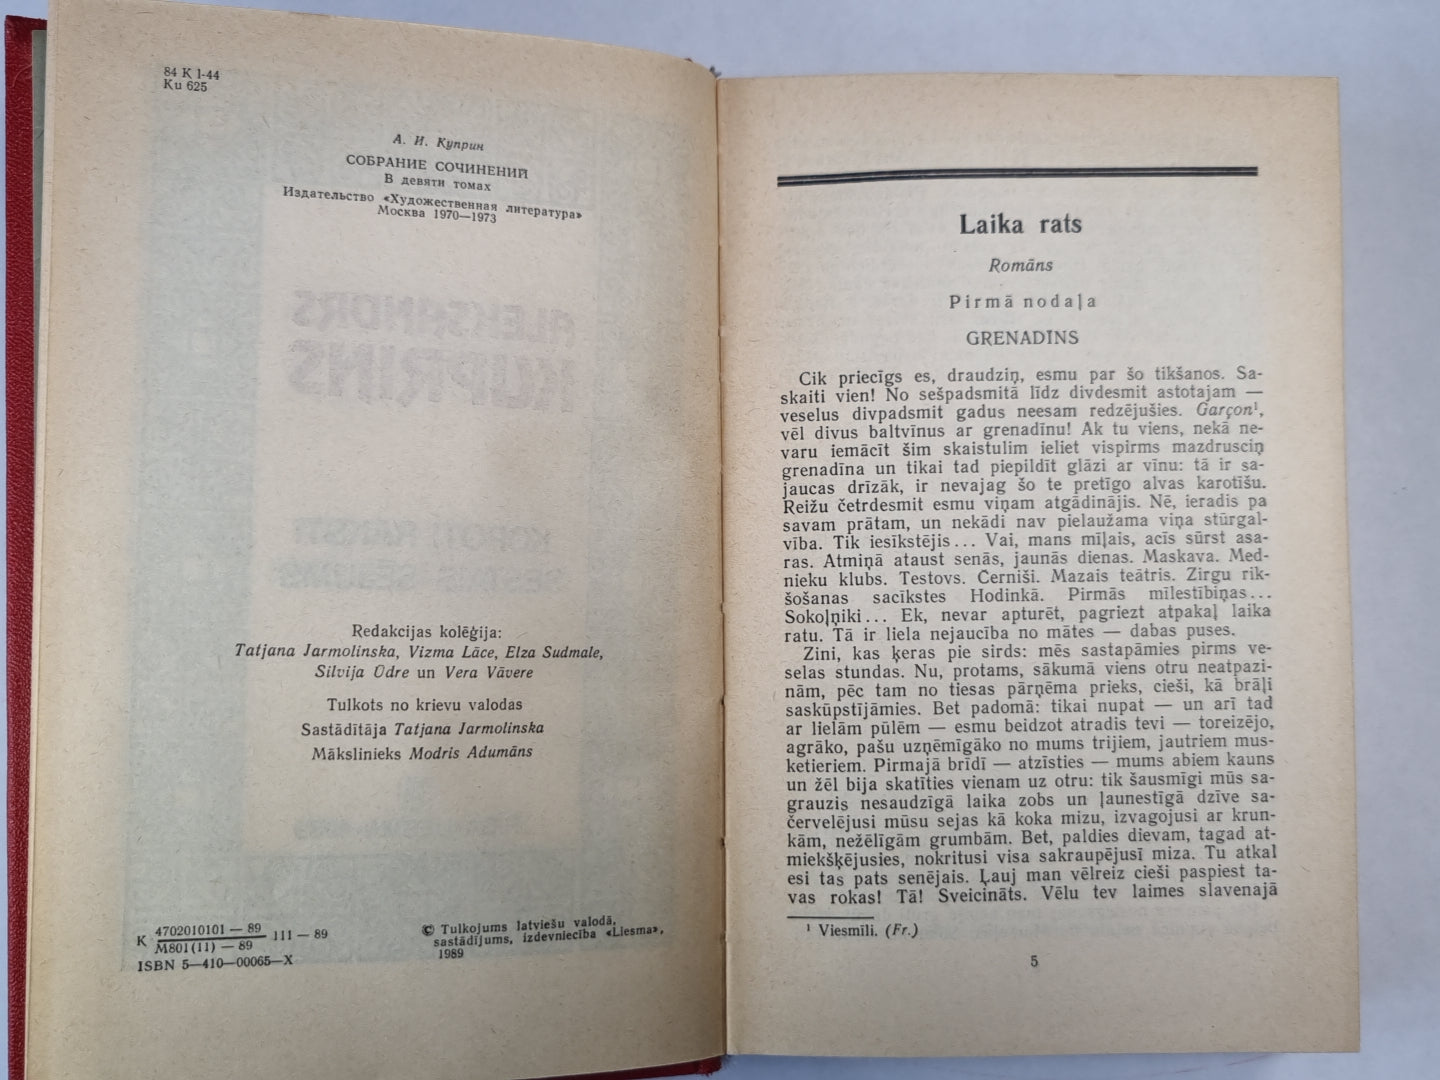 84 K 1-44
Ku 625
А. И. Куприн
СОБРАНИЕ СОЧИНЕНИЙ
В девяти томах
Издательство «Художественная литература»
Москва 1970—1973
Redakcijas kolēģija:
Tatjana Jarmolinska, Vizma Lāce, Elza Sudmale,
Silvija Ūdre un Vera Vāvere
Tulkots no krievu valodas
Sastādītāja Tatjana Jarmolinska
Mākslinieks Modris Adumāns
K 4702010101 — 89
M801(11) — 89 111 — 89
ISBN 5—410—00065—X
© Tulkojums latviešu valodā,
sastādījums, izdevniecība «Liesma»,
1989
Laika rats
Romāns
Pirmā nodaļa
GRENADĪNS
Cik priecīgs es, draudziņ, esmu par šo tikšanos. Sa-
skaiti vien! No sešpadsmitā līdz divdesmit astotajam —
veselus divpadsmit gadus neesam redzējušies. Garçon¹,
vēl divus baltvīnus ar grenadīnu! Ak tu viens, nekā ne-
varu iemācīt šim skaistulim ieliet vispirms mazdrusciņ
grenadīna un tikai tad piepildīt glāzi ar vīnu: tā ir sa-
jaucas drīzāk, ir nevajag šo te pretīgo alvas karotīšu.
Reižu četrdesmit esmu viņam atgādinājis. Nē, ieradis pa
savam prātam, un nekādi nav pielaužama viņa stūrgal-
vība. Tik iesīkstējis... Vai, mans mīļais, acīs sūrst asa-
ras. Atmiņā ataust senās, jaunās dienas. Maskava. Med-
nieku klubs. Testovs. Černiši. Mazais teātris. Zirgu rik-
šošanas sacīkstes Hodinkā. Pirmās mīlestībiņas...
Sokoļņiki... Ek, nevar apturēt, pagriezt atpakaļ laika
ratu. Tā ir liela nejaucība no mātes — dabas puses.
Zini, kas ķeras pie sirds: mēs sastapāmies pirms ve-
selas stundas. Nu, protams, sākumā viens otru neatpazi-
nām, pēc tam no tiesas pārņēma prieks, cieši, kā brāļi
saskūpstījāmies. Bet padomā: tikai nupat — un arī tad
ar lielām pūlēm — esmu beidzot atradis tevi — toreizējo,
agrāko, pašu uzņēmīgāko no mums trijiem, jautriem mus-
ketieriem. Pirmajā brīdī — atzīsties — mums abiem kauns
un žēl bija skatīties vienam uz otru: tik šausmīgi mūs sa-
grauzis nesaudzīgā laika zobs un ļaunestīgā dzīve sa-
červelējusi mūsu sejas kā koka mizu, izvagojusi ar krun-
kām, nežēlīgām grumbām. Bet, paldies dievam, tagad at-
miekšķējusies, nokritusi visa sakraupējusī miza. Tu atkal
esi tas pats senējais. Ļauj man vēlreiz cieši paspiest ta-
vas rokas! Tā! Sveicināts. Vēlu tev laimes slavenajā
¹ Viesmīli. (Fr.)
5